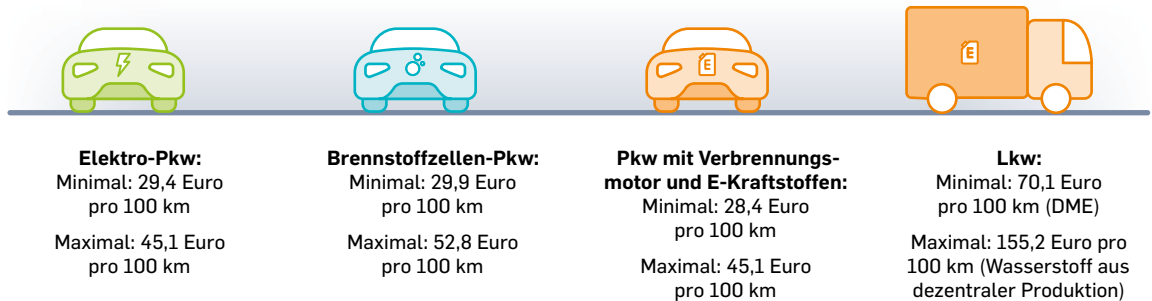 E
E
Elektro-Pkw:
Minimal: 29,4 Euro
pro 100 km
Maximal: 45,1 Euro
pro 100 km
Brennstoffzellen-Pkw:
Minimal: 29,9 Euro
pro 100 km
Maximal: 52,8 Euro
pro 100 km
Pkw mit Verbrennungs-
motor und E-Kraftstoffen:
Minimal: 28,4 Euro
pro 100 km
Maximal: 45,1 Euro
pro 100 km
Lkw:
Minimal: 70,1 Euro
pro 100 km (DME)
Maximal: 155,2 Euro pro
100 km (Wasserstoff aus
dezentraler Produktion)